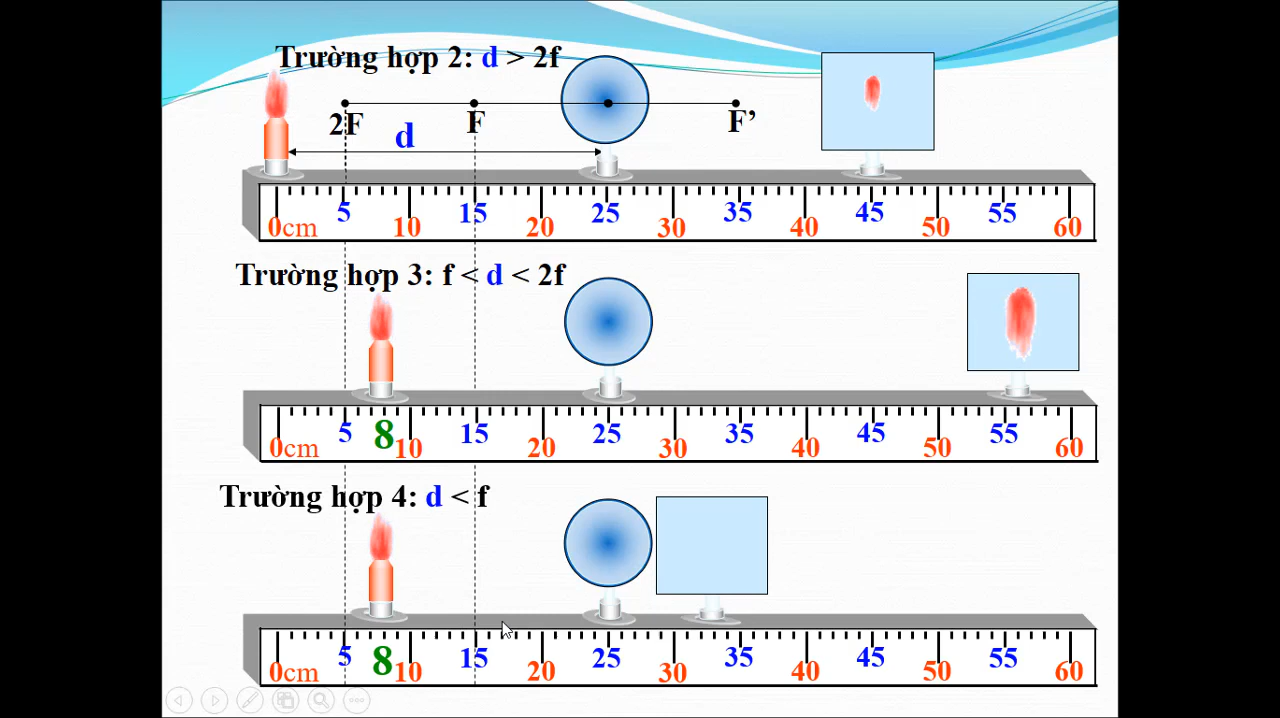 Trường hợp 2: d > 2f
2F F F’
d
0cm 5 10 15 20 25 30 35 40 45 50 55 60
Trường hợp 3: f < d < 2f
0cm 5 8 10 15 20 25 30 35 40 45 50 55 60
Trường hợp 4: d < f
0cm 5 8 10 15 20 25 30 35 40 45 50 55 60